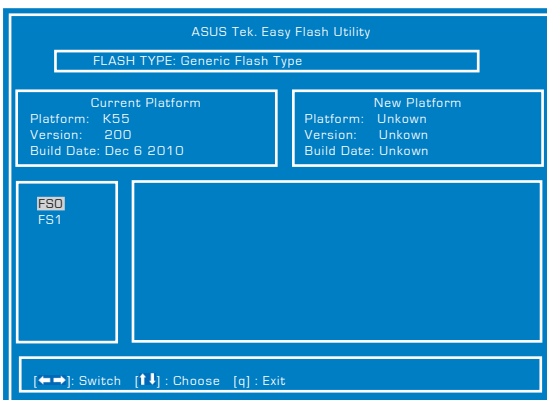 ASUS Tek. Easy Flash Utility
FLASH TYPE: Generic Flash Type
Current Platform
Platform: K55
Version: 200
Build Date: Dec 6 2010
New Platform
Platform: Unkown
Version: Unkown
Build Date: Unkown
FS0
FS1
[←→]: Switch [↑↓] : Choose [q] : Exit